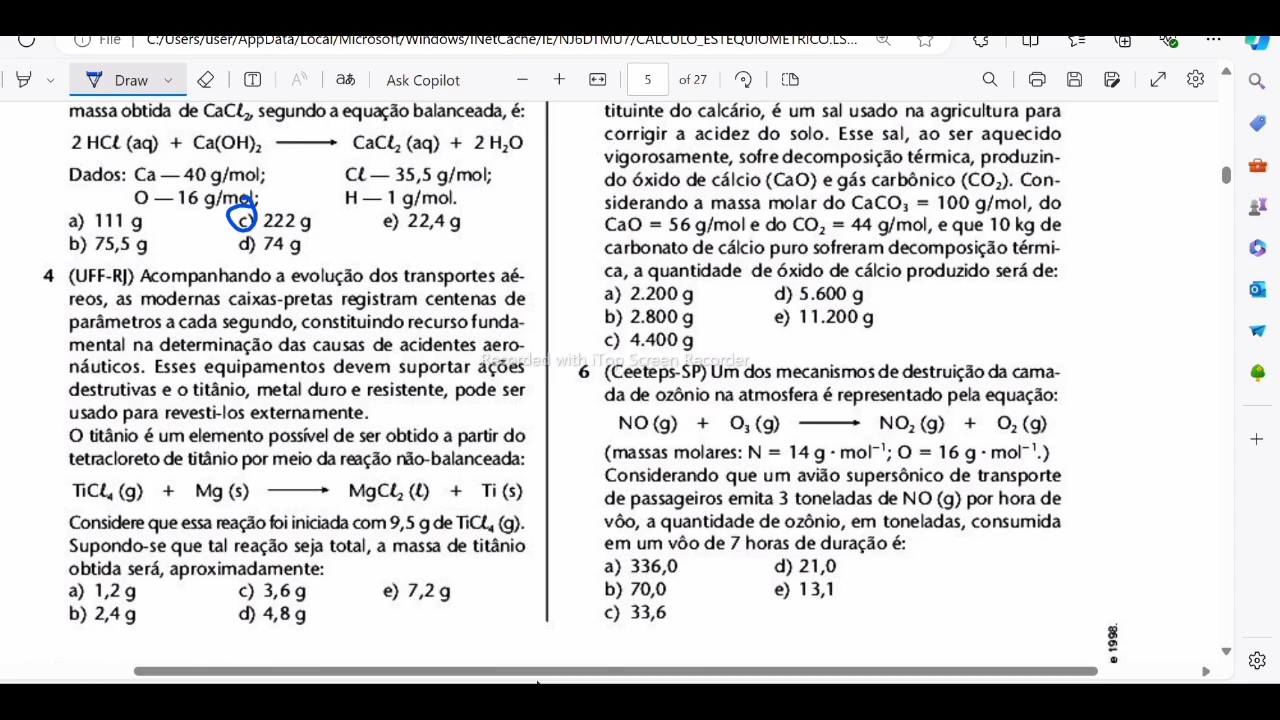 File
C:/Users/user/AppData/Local/Microsoft/Windows/INetCache/IE/NJ6DTMU7/CALCULO_ESTEQUIOMETRICO.LS...
Draw
aあ
Ask Copilot
5 of 27
massa obtida de CaCℓ₂, segundo a equação balanceada, é:
2 HCℓ (aq) + Ca(OH)₂ ⟶ CaCℓ₂ (aq) + 2 H₂O
Dados: Ca — 40 g/mol; Cℓ — 35,5 g/mol;
O — 16 g/mol; H — 1 g/mol.
a) 111 g c) 222 g e) 22,4 g
b) 75,5 g d) 74 g
4 (UFF-RJ) Acompanhando a evolução dos transportes aé-
reos, as modernas caixas-pretas registram centenas de
parâmetros a cada segundo, constituindo recurso funda-
mental na determinação das causas de acidentes aero-
náuticos. Esses equipamentos devem suportar ações
destrutivas e o titânio, metal duro e resistente, pode ser
usado para revesti-los externamente.
O titânio é um elemento possível de ser obtido a partir do
tetracloreto de titânio por meio da reação não-balanceada:
TiCℓ₄ (g) + Mg (s) ⟶ MgCℓ₂ (ℓ) + Ti (s)
Considere que essa reação foi iniciada com 9,5 g de TiCℓ₄ (g).
Supondo-se que tal reação seja total, a massa de titânio
obtida será, aproximadamente:
a) 1,2 g c) 3,6 g e) 7,2 g
b) 2,4 g d) 4,8 g
tituinte do calcário, é um sal usado na agricultura para
corrigir a acidez do solo. Esse sal, ao ser aquecido
vigorosamente, sofre decomposição térmica, produzin-
do óxido de cálcio (CaO) e gás carbônico (CO₂). Con-
siderando a massa molar do CaCO₃ = 100 g/mol, do
CaO = 56 g/mol e do CO₂ = 44 g/mol, e que 10 kg de
carbonato de cálcio puro sofreram decomposição térmi-
ca, a quantidade de óxido de cálcio produzido será de:
a) 2.200 g d) 5.600 g
b) 2.800 g e) 11.200 g
c) 4.400 g
Recorded with iTop Screen Recorder
6 (Ceeteps-SP) Um dos mecanismos de destruição da cama-
da de ozônio na atmosfera é representado pela equação:
NO (g) + O₃ (g) ⟶ NO₂ (g) + O₂ (g)
(massas molares: N = 14 g · mol⁻¹; O = 16 g · mol⁻¹.)
Considerando que um avião supersônico de transporte
de passageiros emita 3 toneladas de NO (g) por hora de
vôo, a quantidade de ozônio, em toneladas, consumida
em um vôo de 7 horas de duração é:
a) 336,0 d) 21,0
b) 70,0 e) 13,1
c) 33,6
e 1998.